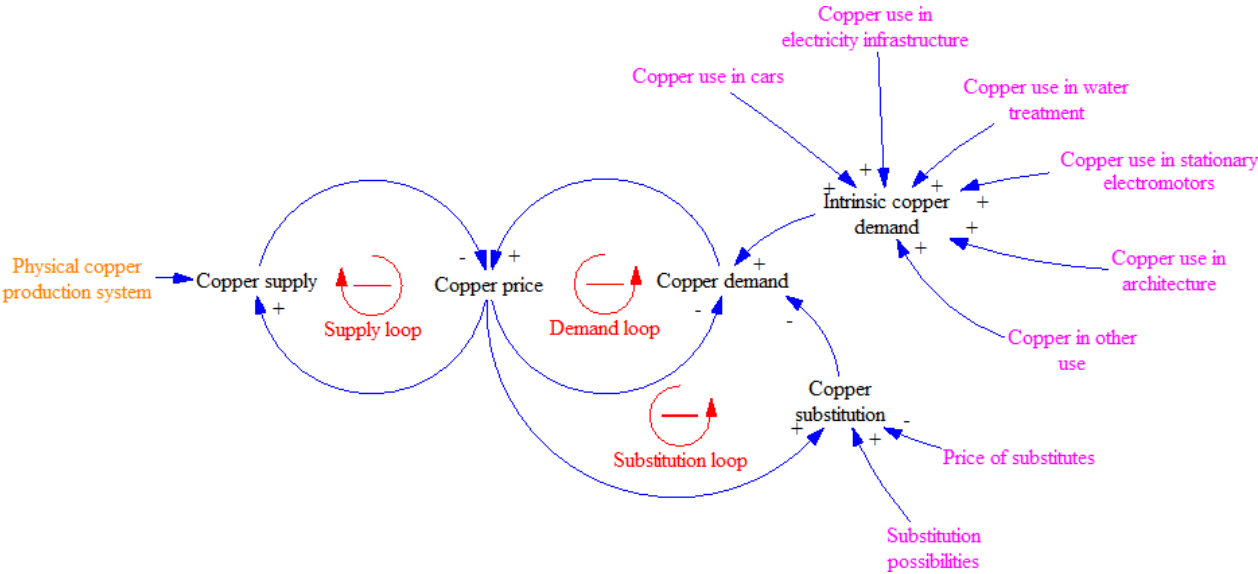 Copper use in
electricity infrastructure
Copper use in cars
Copper use in water
treatment
Copper use in stationary
electromotors
+
+
+
+
Intrinsic copper
demand
+
+
Copper use in
architecture
Copper in other
use
Physical copper
production system
Copper supply
+
-
+
Copper price
Copper demand
+
-
-
Supply loop
Demand loop
Substitution loop
Copper
substitution
+
+
-
Price of substitutes
Substitution
possibilities